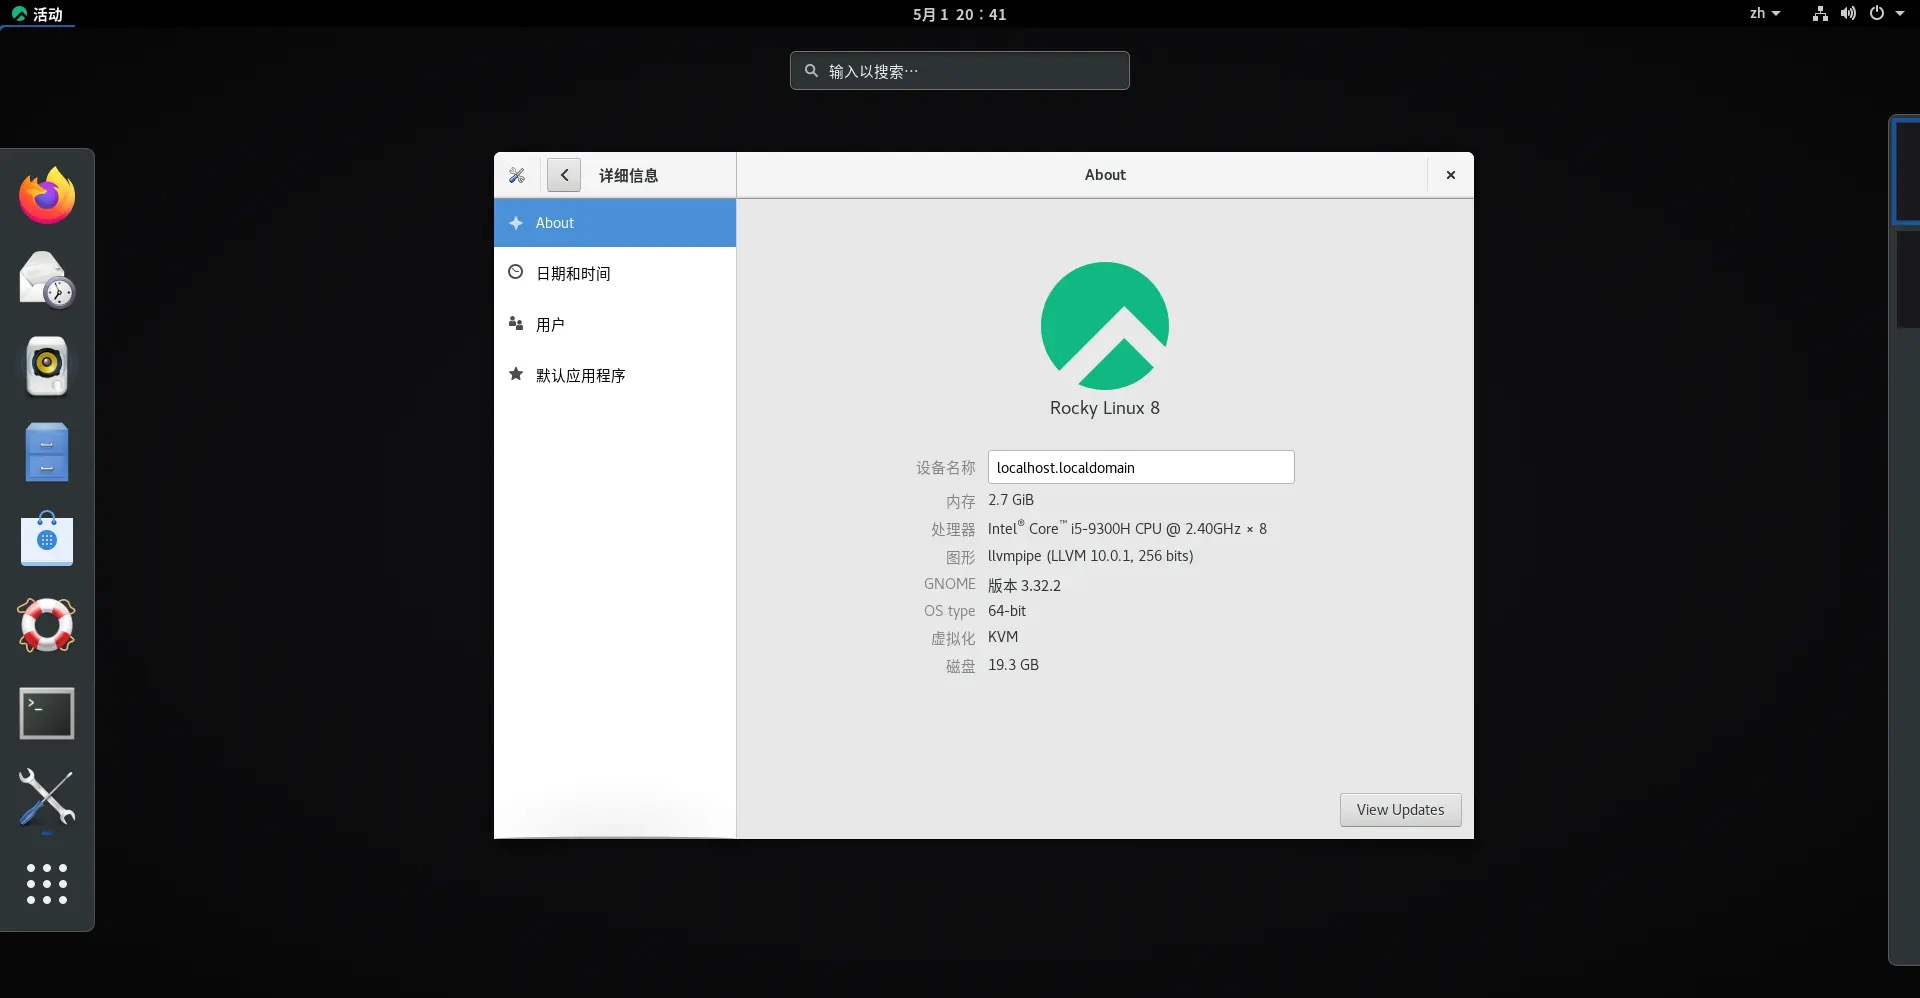 活动
5月 1 20：41
zh
输入以搜索…
详细信息
About
About
日期和时间
用户
默认应用程序
Rocky Linux 8
设备名称 localhost.localdomain
内存 2.7 GiB
处理器 Intel® Core™ i5-9300H CPU @ 2.40GHz × 8
图形 llvmpipe (LLVM 10.0.1, 256 bits)
GNOME 版本 3.32.2
OS type 64-bit
虚拟化 KVM
磁盘 19.3 GB
View Updates